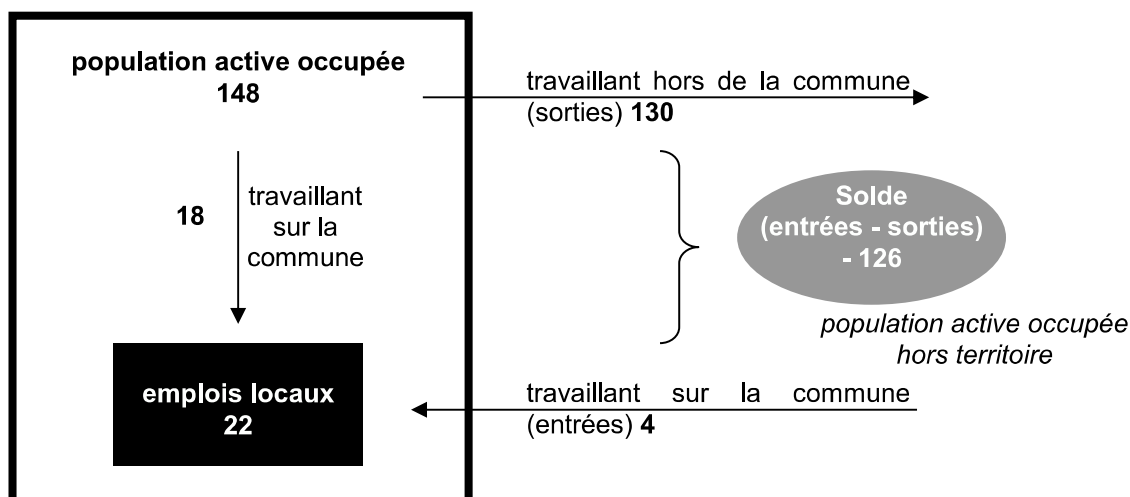 population active occupée
148
travaillant hors de la commune
(sorties) 130
18
travaillant
sur la
commune
Solde
(entrées - sorties)
- 126
population active occupée
hors territoire
emplois locaux
22
travaillant sur la commune
(entrées) 4